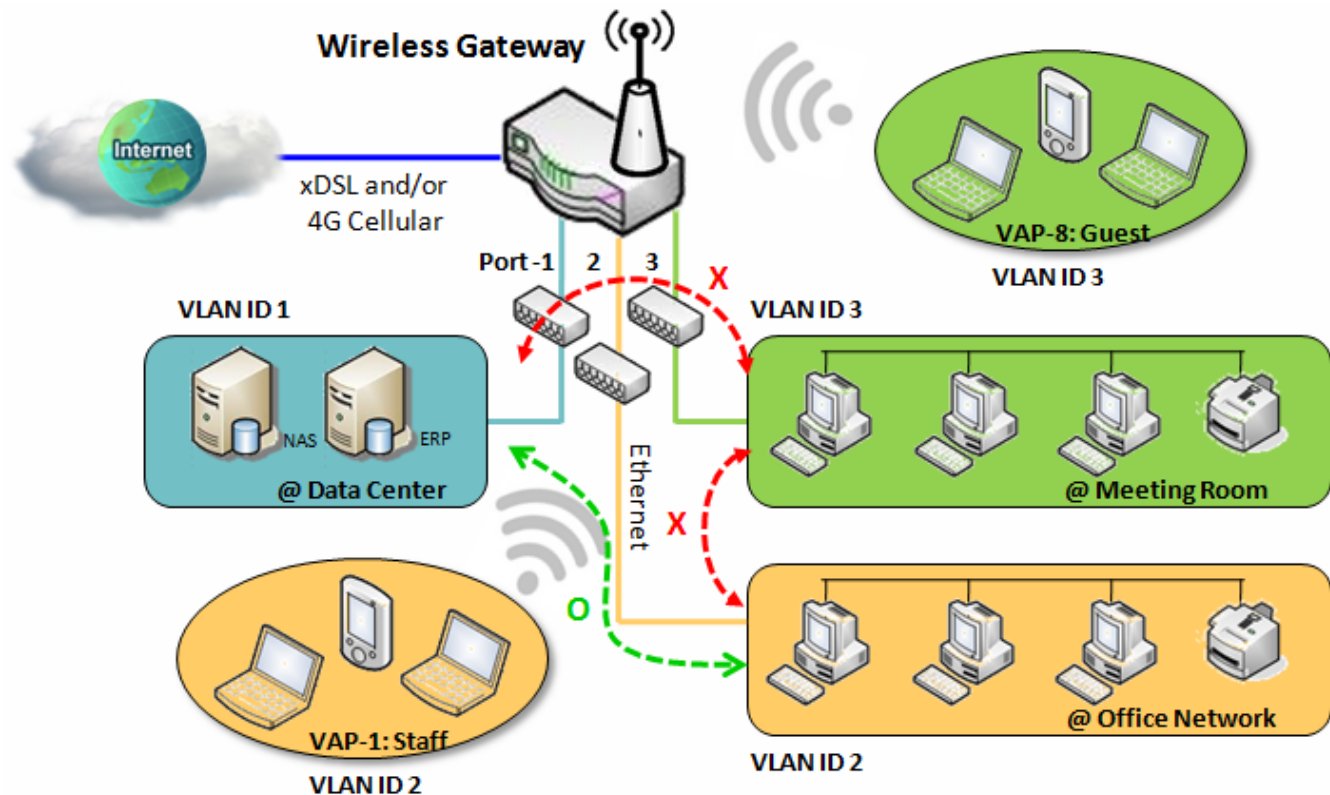 Wireless Gateway
Internet
xDSL and/or
4G Cellular
VAP-8: Guest
VLAN ID 3
Port -1 2 3
X
VLAN ID 1
VLAN ID 3
NAS
ERP
@ Data Center
@ Meeting Room
Ethernet
X
O
VAP-1: Staff
VLAN ID 2
@ Office Network
VLAN ID 2